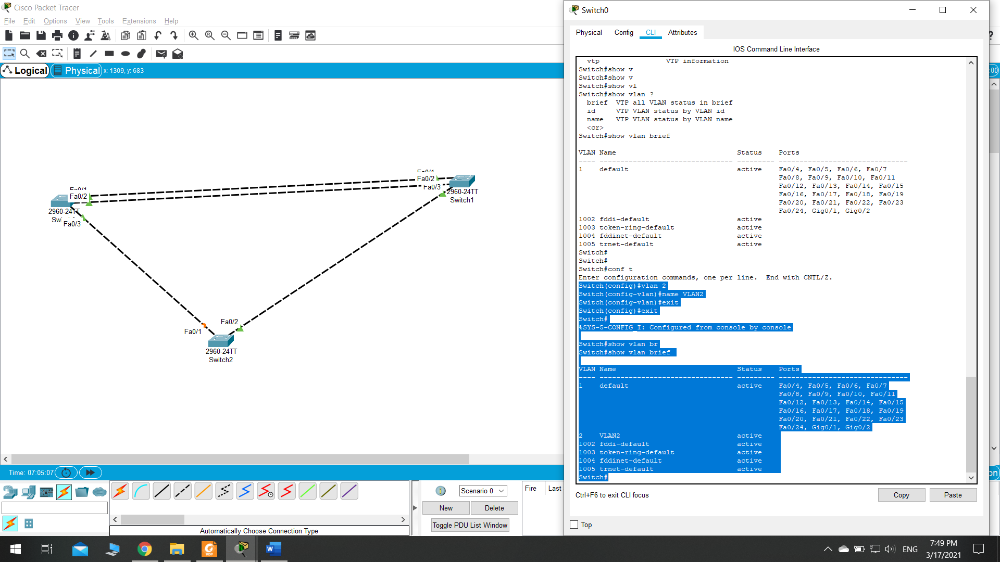 Cisco Packet Tracer
File Edit Options View Tools Extensions Help
Logical Physical x: 1309, y: 683
Fa0/1
Fa0/2
2960-24TT
Sw
Fa0/3
Fa0/1
Fa0/2
Fa0/3
2960-24TT
Switch1
Fa0/2
Fa0/1
2960-24TT
Switch2
Time: 07:05:07
Scenario 0
New Delete
Toggle PDU List Window
Fire Last
Automatically Choose Connection Type
Switch0
Physical Config CLI Attributes
IOS Command Line Interface
vtp VTP information
Switch#show v
Switch#show v
Switch#show vl
Switch#show vlan ?
brief VTP all VLAN status in brief
id VTP VLAN status by VLAN id
name VTP VLAN status by VLAN name
<cr>
Switch#show vlan brief
VLAN Name Status Ports
---- -------------------------------- --------- -------------------------------
1 default active Fa0/4, Fa0/5, Fa0/6, Fa0/7
Fa0/8, Fa0/9, Fa0/10, Fa0/11
Fa0/12, Fa0/13, Fa0/14, Fa0/15
Fa0/16, Fa0/17, Fa0/18, Fa0/19
Fa0/20, Fa0/21, Fa0/22, Fa0/23
Fa0/24, Gig0/1, Gig0/2
1002 fddi-default active
1003 token-ring-default active
1004 fddinet-default active
1005 trnet-default active
Switch#
Switch#
Switch#conf t
Enter configuration commands, one per line. End with CNTL/Z.
Switch(config)#vlan 2
Switch(config-vlan)#name VLAN2
Switch(config-vlan)#exit
Switch(config)#exit
Switch#
%SYS-5-CONFIG_I: Configured from console by console
Switch#show vlan br
Switch#show vlan brief
VLAN Name Status Ports
---- -------------------------------- --------- -------------------------------
1 default active Fa0/4, Fa0/5, Fa0/6, Fa0/7
Fa0/8, Fa0/9, Fa0/10, Fa0/11
Fa0/12, Fa0/13, Fa0/14, Fa0/15
Fa0/16, Fa0/17, Fa0/18, Fa0/19
Fa0/20, Fa0/21, Fa0/22, Fa0/23
Fa0/24, Gig0/1, Gig0/2
2 VLAN2 active
1002 fddi-default active
1003 token-ring-default active
1004 fddinet-default active
1005 trnet-default active
Switch#
Ctrl+F6 to exit CLI focus
Copy Paste
Top
ENG
7:49 PM
3/17/2021